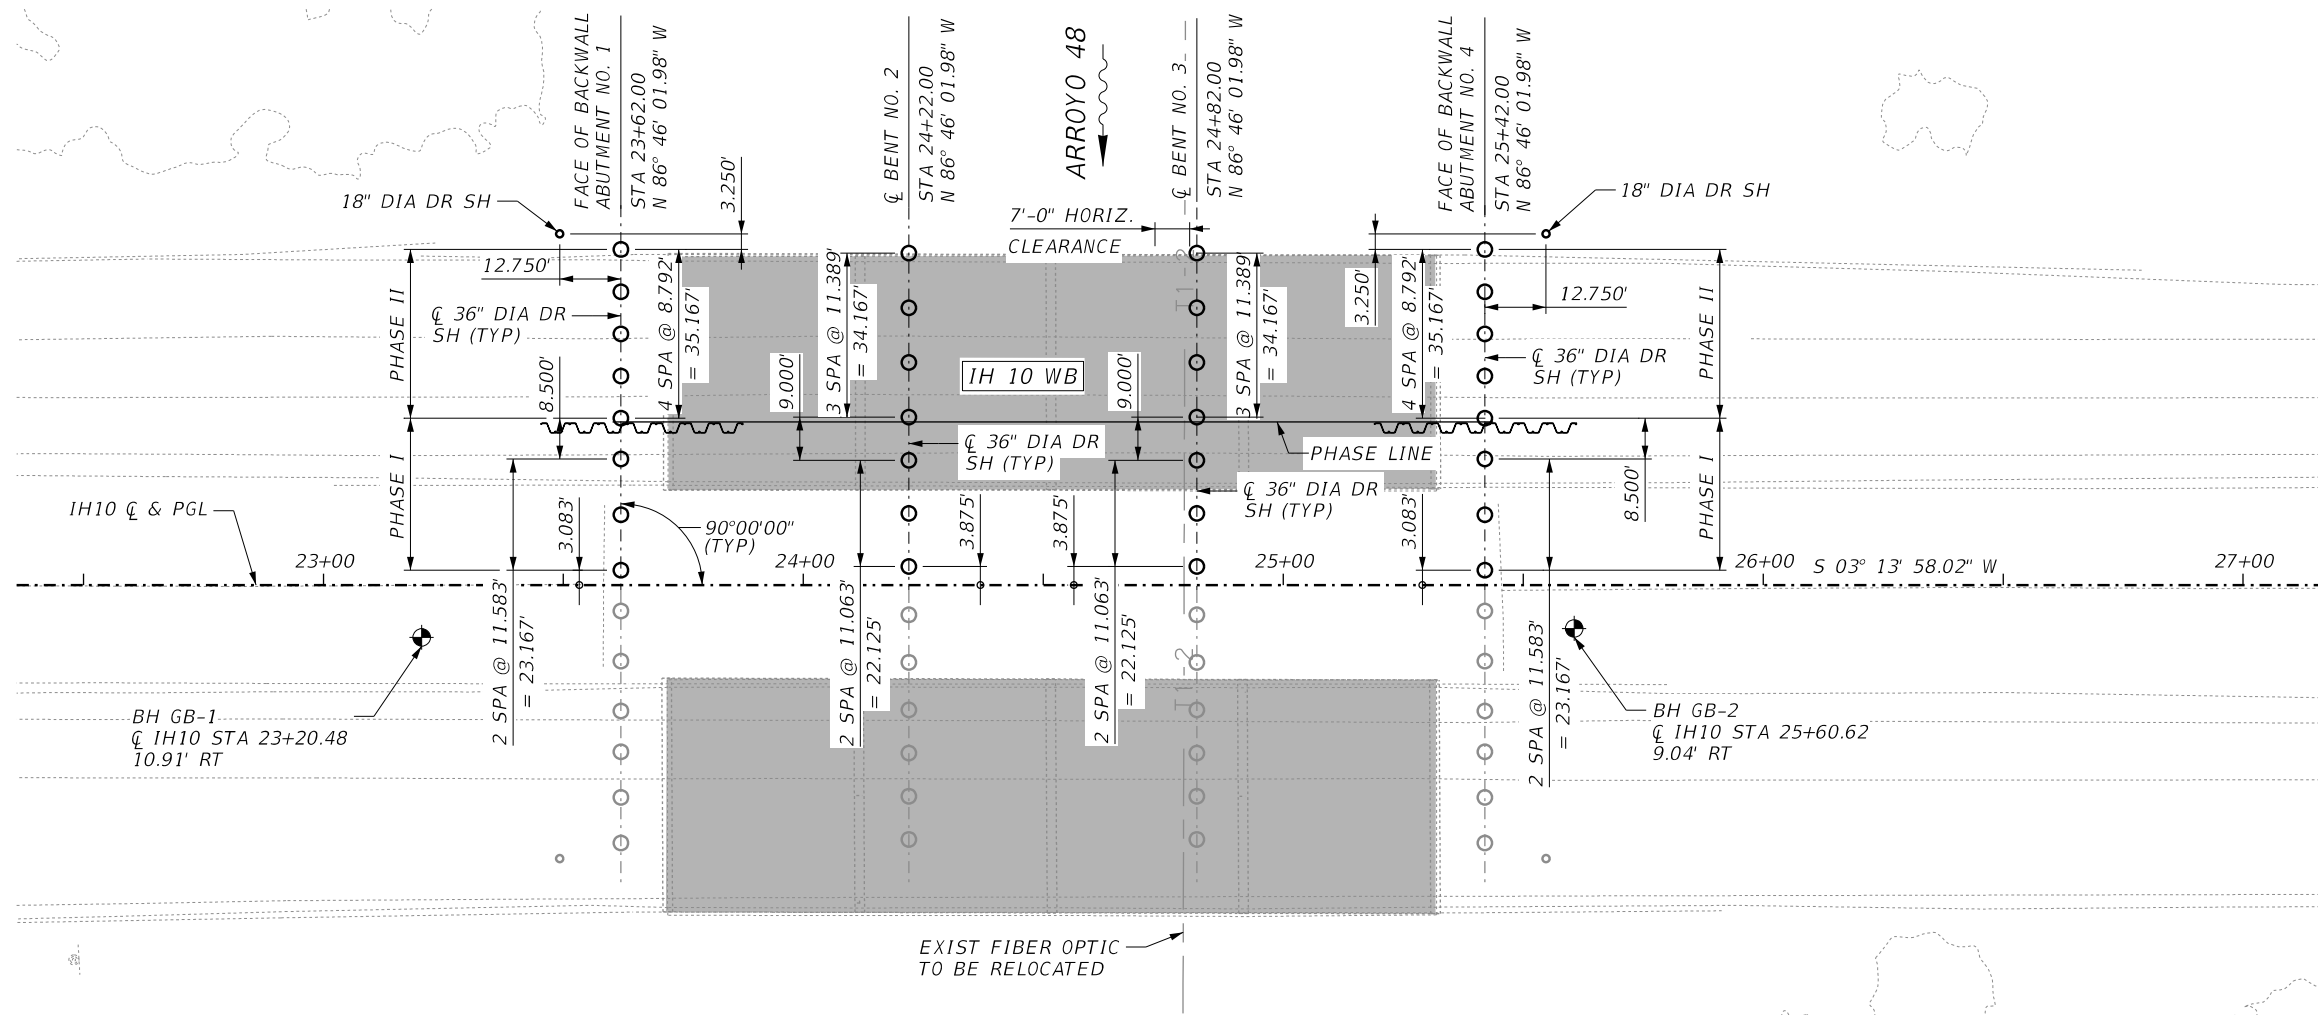 FACE OF BACKWALL
ABUTMENT NO. 1
STA 23+62.00
N 86° 46' 01.98" W
℄ BENT NO. 2
STA 24+22.00
N 86° 46' 01.98" W
ARROYO 48
℄ BENT NO. 3
STA 24+82.00
N 86° 46' 01.98" W
FACE OF BACKWALL
ABUTMENT NO. 4
STA 25+42.00
N 86° 46' 01.98" W
18" DIA DR SH
3.250'
7'-0" HORIZ.
CLEARANCE
18" DIA DR SH
12.750'
PHASE II
℄ 36" DIA DR
SH (TYP)
8.500'
4 SPA @ 8.792'
= 35.167'
9.000'
3 SPA @ 11.389'
= 34.167'
IH 10 WB
9.000'
3 SPA @ 11.389'
= 34.167'
3.250'
4 SPA @ 8.792'
= 35.167'
12.750'
℄ 36" DIA DR
SH (TYP)
PHASE II
℄ 36" DIA DR
SH (TYP)
PHASE LINE
℄ 36" DIA DR
SH (TYP)
PHASE I
IH10 ℄ & PGL
3.083'
90°00'00"
(TYP)
3.875'
3.875'
3.083'
8.500'
PHASE I
23+00
24+00
25+00
26+00
S 03° 13' 58.02" W
27+00
2 SPA @ 11.583'
= 23.167'
2 SPA @ 11.063'
= 22.125'
2 SPA @ 11.063'
= 22.125'
T1-2
T1-2
2 SPA @ 11.583'
= 23.167'
BH GB-1
℄ IH10 STA 23+20.48
10.91' RT
BH GB-2
℄ IH10 STA 25+60.62
9.04' RT
EXIST FIBER OPTIC
TO BE RELOCATED